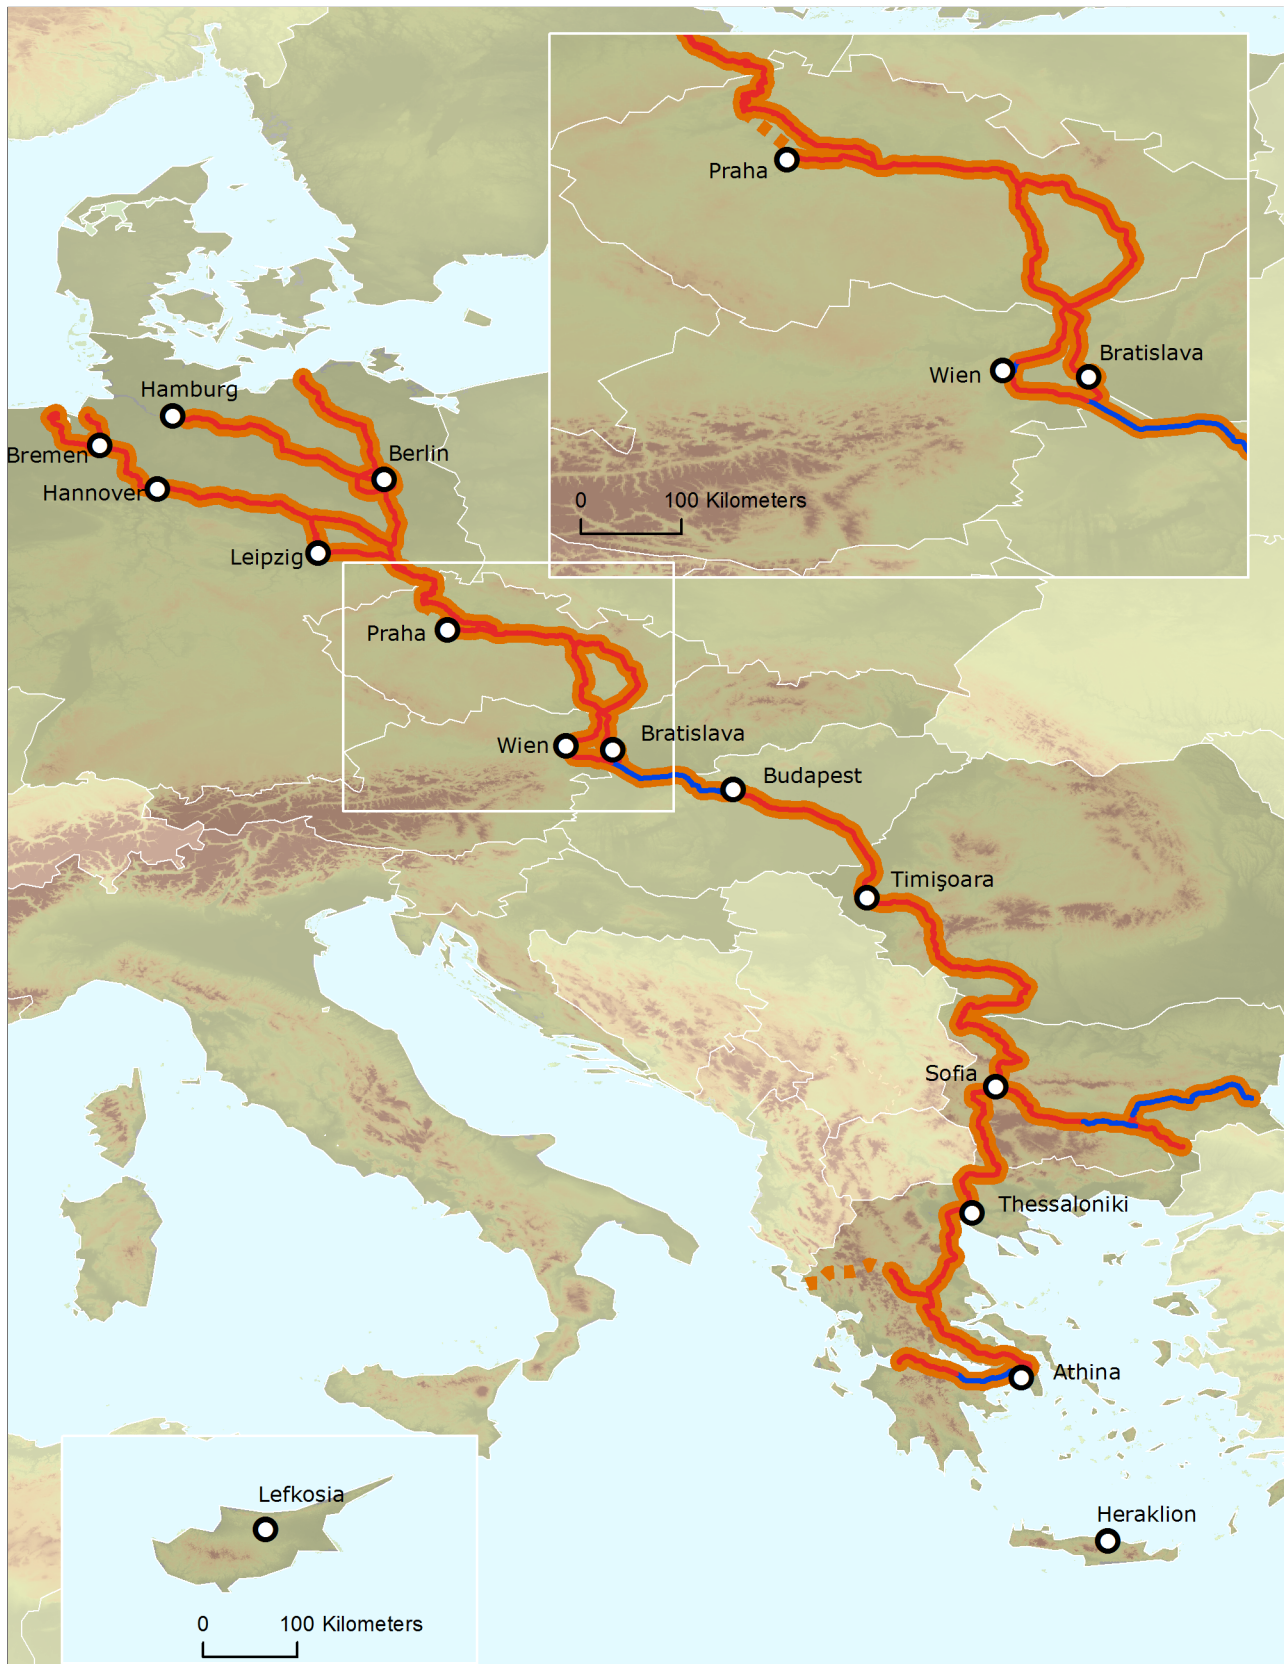 Praha
Wien
Bratislava
0 100 Kilometers
Hamburg
Bremen
Berlin
Hannover
Leipzig
Praha
Wien
Bratislava
Budapest
Timişoara
Sofia
Thessaloniki
Athina
Lefkosia
0 100 Kilometers
Heraklion